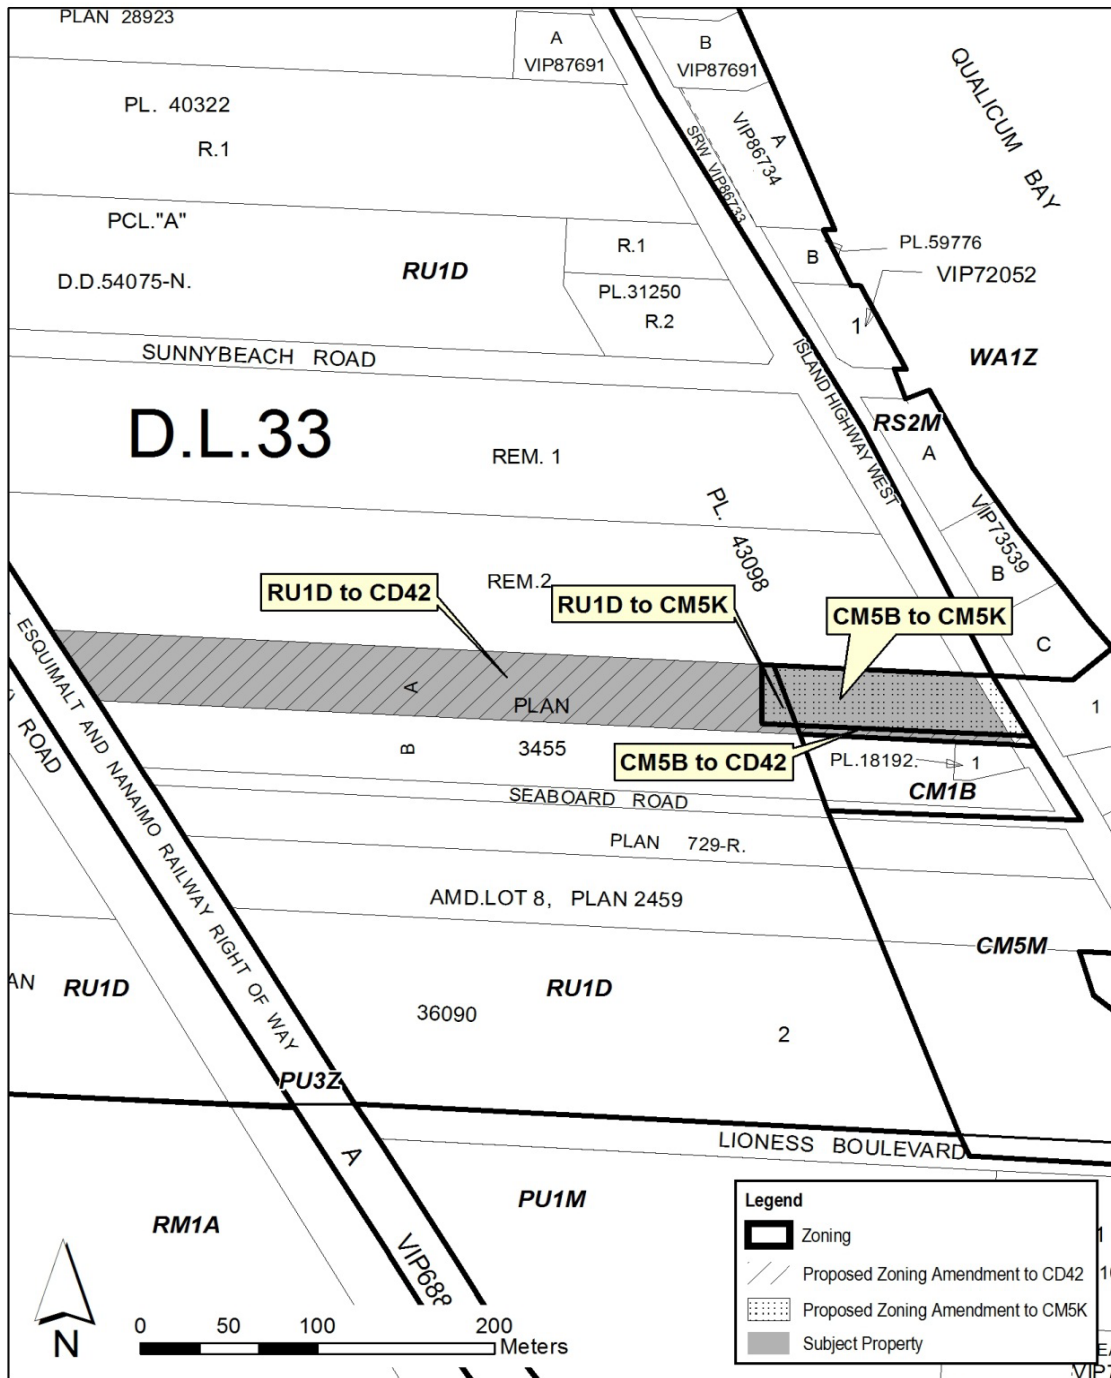 PLAN 28923
A
VIP87691
B
VIP87691
QUALICUM BAY
PL. 40322
R.1
A
VIP86734
SRW VIP86733
PCL."A"
D.D.54075-N.
RU1D
R.1
PL.31250
R.2
B
PL.59776
VIP72052
1
WA1Z
SUNNYBEACH ROAD
ISLAND HIGHWAY WEST
D.L.33
RS2M
A
REM. 1
PL. 43098
VIP73539
B
REM.2
RU1D to CD42
RU1D to CM5K
CM5B to CM5K
C
ESQUIMALT AND NANAIMO RAILWAY RIGHT OF WAY
A
PLAN
1
ROAD
B
3455
CM5B to CD42
PL.18192.
1
CM1B
SEABOARD ROAD
PLAN 729-R.
AMD.LOT 8, PLAN 2459
CM5M
AN
RU1D
RU1D
36090
2
PU3Z
LIONESS BOULEVARD
A
PU1M
RM1A
VIP688
Legend
Zoning
Proposed Zoning Amendment to CD42
Proposed Zoning Amendment to CM5K
Subject Property
1
N
0 50 100 200
Meters